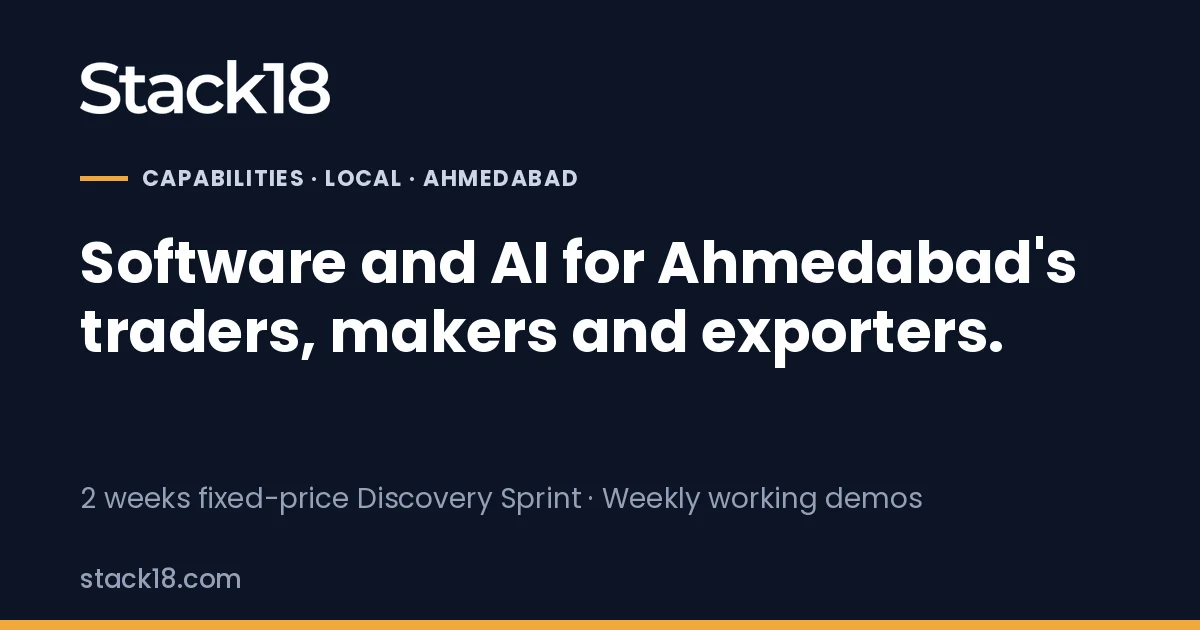 Stack18
CAPABILITIES · LOCAL · AHMEDABAD
Software and AI for Ahmedabad's
traders, makers and exporters.
2 weeks fixed-price Discovery Sprint · Weekly working demos
stack18.com